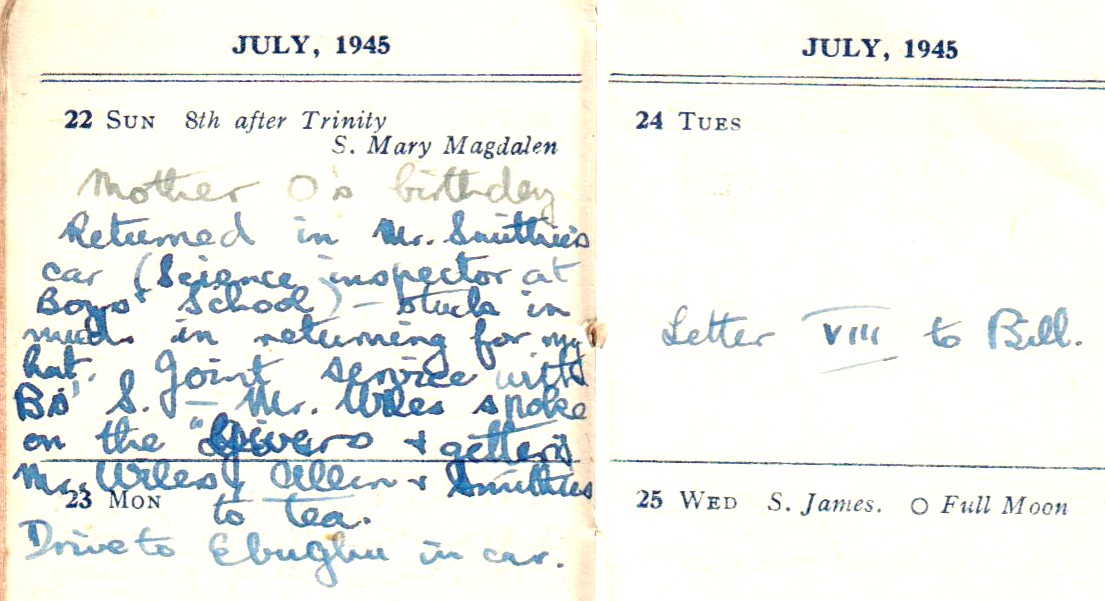 JULY, 1945
22 SUN 8th after Trinity
S. Mary Magdalen
Mother O's birthday
Returned in Mr. Smithies
car (Science inspector at
Boys' School) – stuck in
mud in returning for my
hat. Joint service with
Bs' S. – Mr. Wiles spoke
on the "Givers + getters
Mr. Wiles, Allen + Smithies
23 MON
to tea.
Drive to Ebughu in car.
JULY, 1945
24 TUES
Letter VIII to Bill.
25 WED S. James. O Full Moon